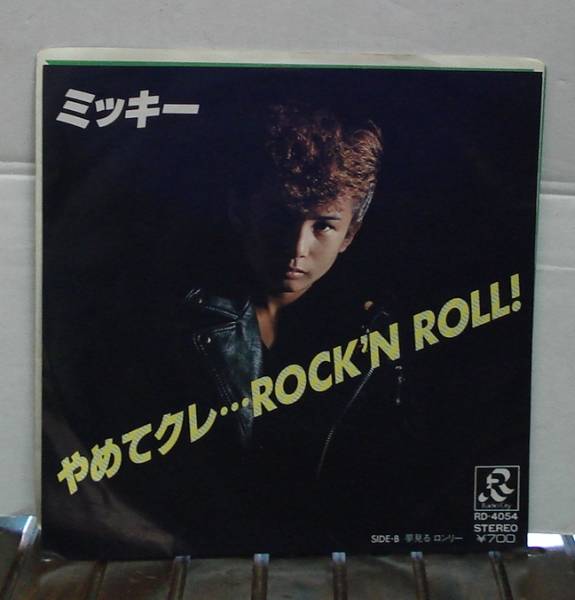 ミッキー
やめてクレ…ROCK'N ROLL!
RD-4054
STEREO
¥700
SIDE-B 夢見る ロンリー